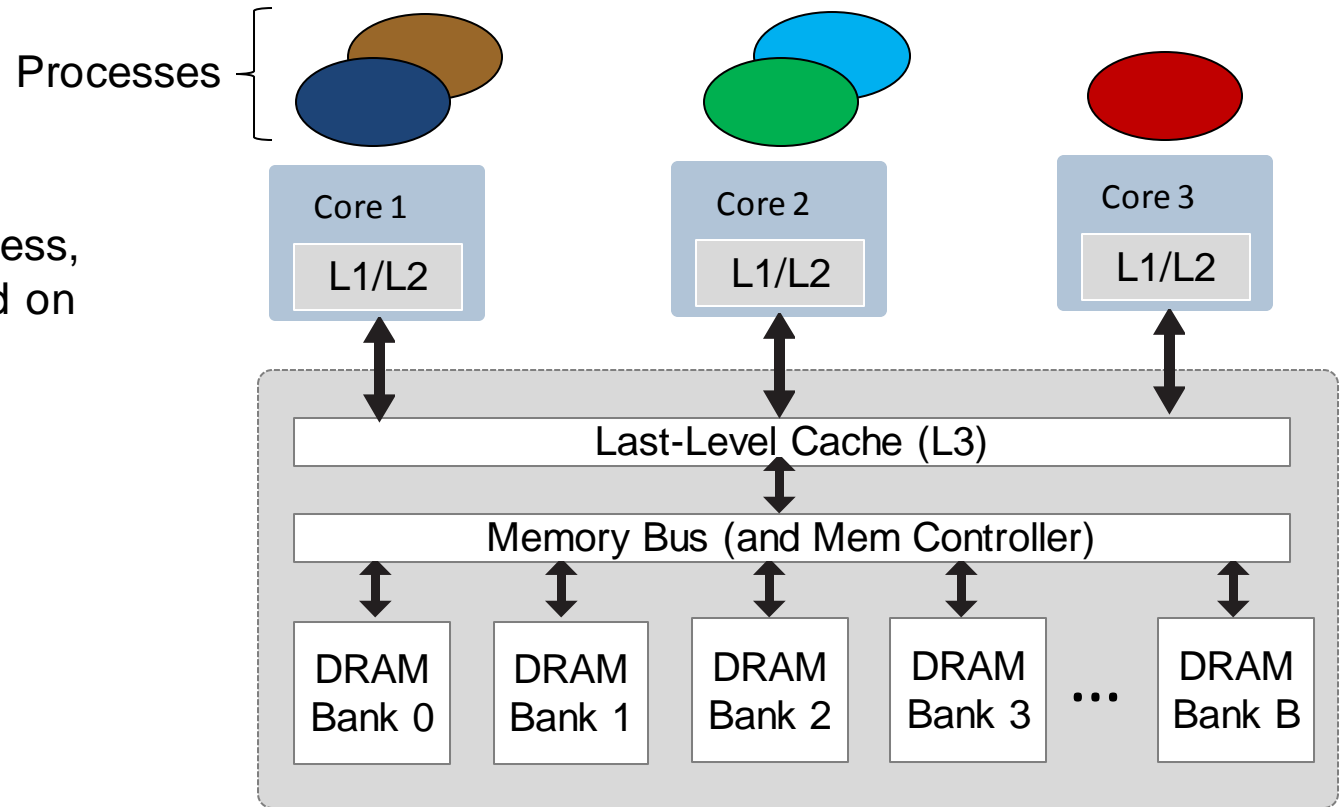 Processes
ess,
d on
Core 1
L1/L2
Core 2
L1/L2
Core 3
L1/L2
Last-Level Cache (L3)
Memory Bus (and Mem Controller)
DRAM
Bank 0
DRAM
Bank 1
DRAM
Bank 2
DRAM
Bank 3
...
DRAM
Bank B